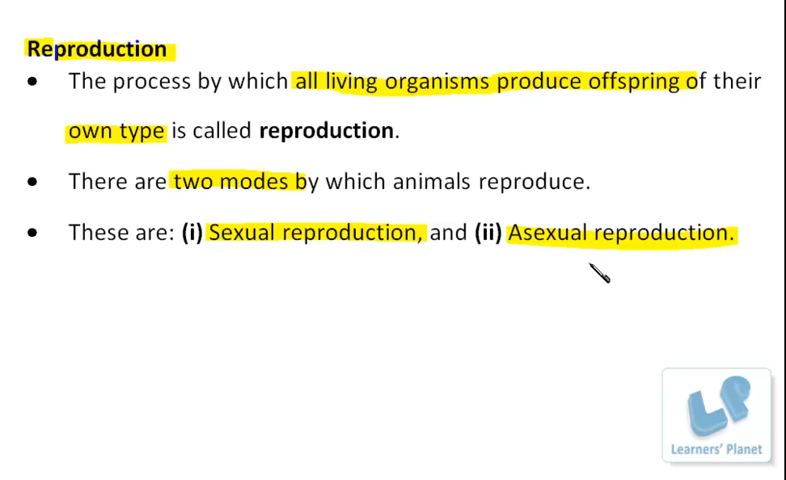 Reproduction
• The process by which all living organisms produce offspring of their
own type is called reproduction.
• There are two modes by which animals reproduce.
• These are: (i) Sexual reproduction, and (ii) Asexual reproduction.
LP
Learners' Planet